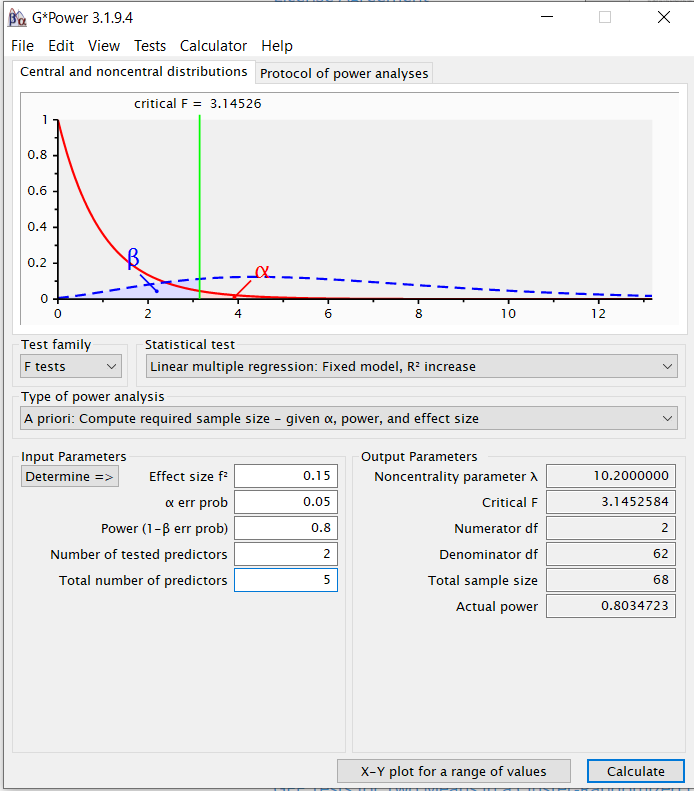 G*Power 3.1.9.4
File Edit View Tests Calculator Help
Central and noncentral distributions Protocol of power analyses
critical F = 3.14526
1
0.8
0.6
0.4
0.2
0
β
α
0 2 4 6 8 10 12
Test family Statistical test
F tests Linear multiple regression: Fixed model, R² increase
Type of power analysis
A priori: Compute required sample size - given α, power, and effect size
Input Parameters
Determine => Effect size f² 0.15
α err prob 0.05
Power (1-β err prob) 0.8
Number of tested predictors 2
Total number of predictors 5
Output Parameters
Noncentrality parameter λ 10.2000000
Critical F 3.1452584
Numerator df 2
Denominator df 62
Total sample size 68
Actual power 0.8034723
X-Y plot for a range of values Calculate